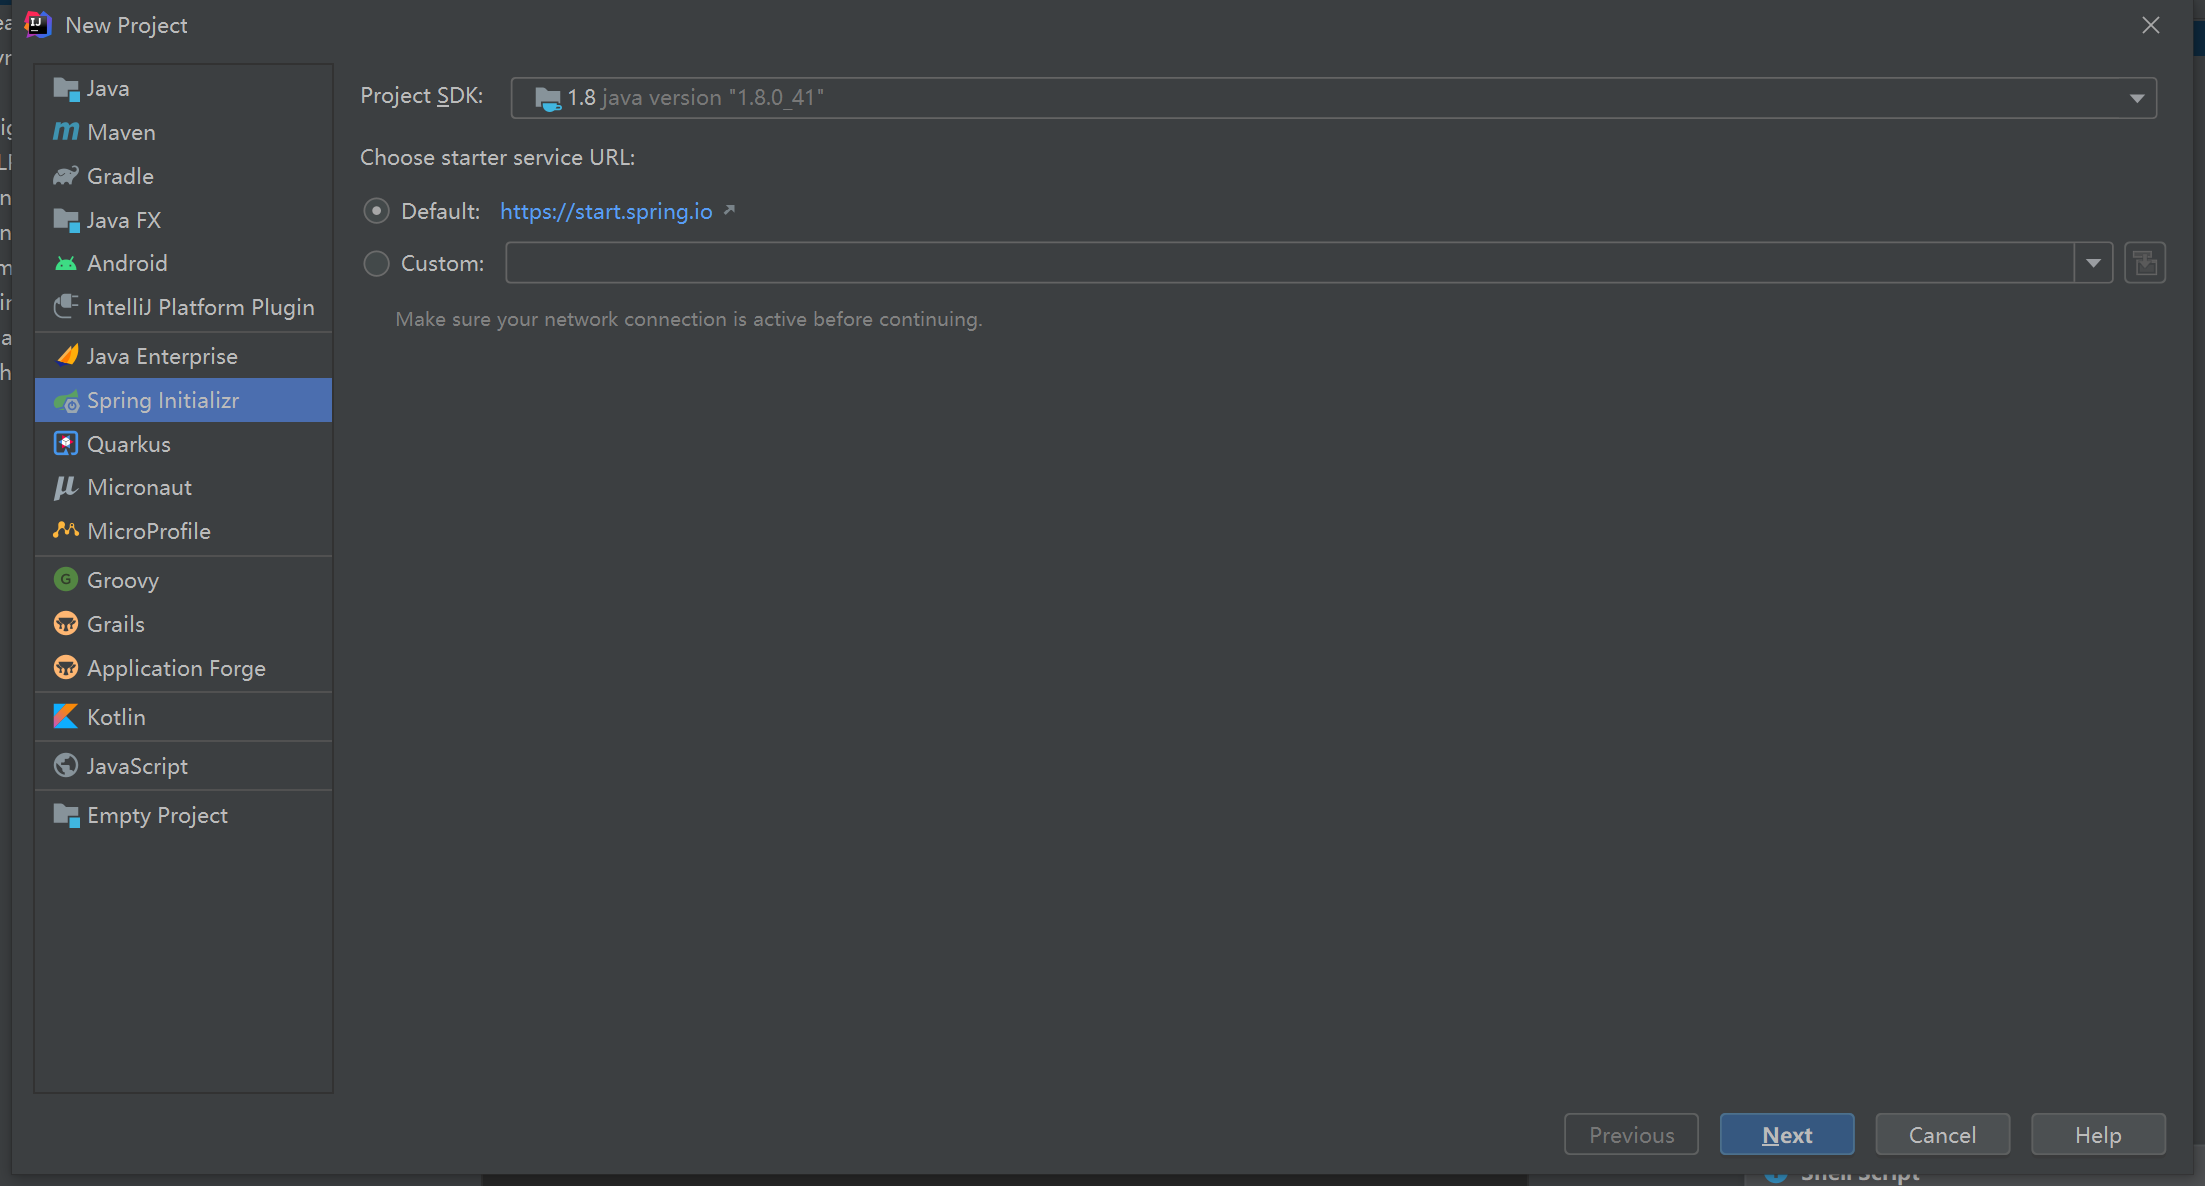 New Project
Java
Maven
Gradle
Java FX
Android
IntelliJ Platform Plugin
Java Enterprise
Spring Initializr
Quarkus
Micronaut
MicroProfile
Groovy
Grails
Application Forge
Kotlin
JavaScript
Empty Project
Project SDK: 1.8 java version "1.8.0_41"
Choose starter service URL:
Default: https://start.spring.io
Custom:
Make sure your network connection is active before continuing.
Previous Next Cancel Help
Shell Script